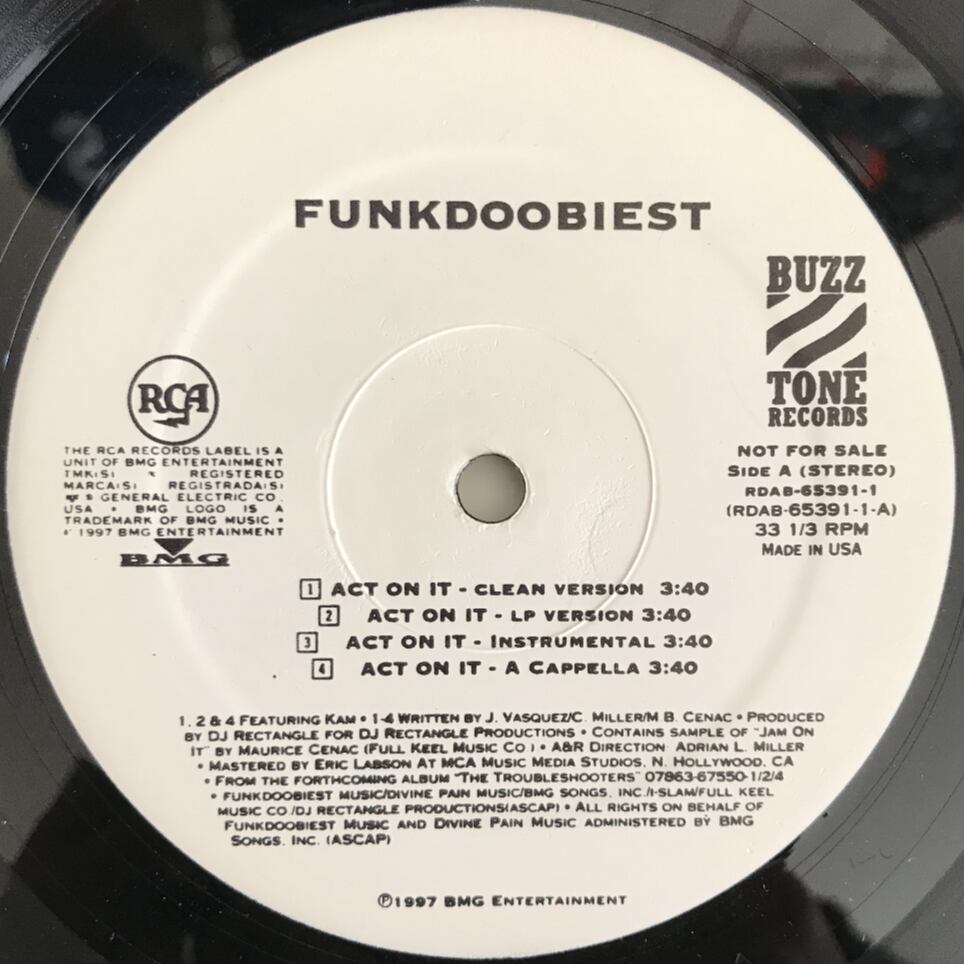 FUNKDOOBIEST
BUZZ
TONE
RECORDS
NOT FOR SALE
SIDE A (STEREO)
RDAB-65391-1
(RDAB-65391-1-A)
33 1/3 RPM
MADE IN USA
RCA
THE RCA RECORDS LABEL IS A
UNIT OF BMG ENTERTAINMENT
TMK(S) REGISTERED
MARCA(S) REGISTRADA(S)
GENERAL ELECTRIC CO.
USA • BMG LOGO IS A
TRADEMARK OF BMG MUSIC •
1997 BMG ENTERTAINMENT
BMG
1 ACT ON IT - CLEAN VERSION 3:40
2 ACT ON IT - LP VERSION 3:40
3 ACT ON IT - INSTRUMENTAL 3:40
4 ACT ON IT - A CAPPELLA 3:40
1, 2 & 4 FEATURING KAM • 1-4 WRITTEN BY J. VASQUEZ/C. MILLER/M B. CENAC • PRODUCED
BY DJ RECTANGLE FOR DJ RECTANGLE PRODUCTIONS • CONTAINS SAMPLE OF "JAM ON
IT" BY MAURICE CENAC (FULL KEEL MUSIC CO.) • A&R DIRECTION: ADRIAN L. MILLER
• MASTERED BY ERIC LABSON AT MCA MUSIC MEDIA STUDIOS, N. HOLLYWOOD, CA
• FROM THE FORTHCOMING ALBUM "THE TROUBLESHOOTERS" 07863-67550-1/2/4
• FUNKDOOBIEST MUSIC/DIVINE PAIN MUSIC/BMG SONGS, INC./I-SLAM/FULL KEEL
MUSIC CO./DJ RECTANGLE PRODUCTIONS(ASCAP) • ALL RIGHTS ON BEHALF OF
FUNKDOOBIEST MUSIC AND DIVINE PAIN MUSIC ADMINISTERED BY BMG
SONGS, INC. (ASCAP)
℗1997 BMG ENTERTAINMENT